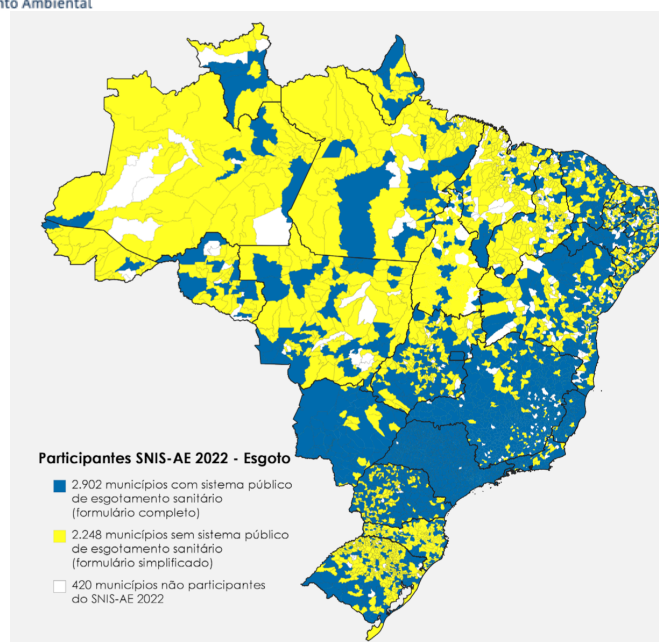 nto Ambiental
Participantes SNIS-AE 2022 - Esgoto
2.902 municípios com sistema público
de esgotamento sanitário
(formulário completo)
2.248 municípios sem sistema público
de esgotamento sanitário
(formulário simplificado)
420 municípios não participantes
do SNIS-AE 2022